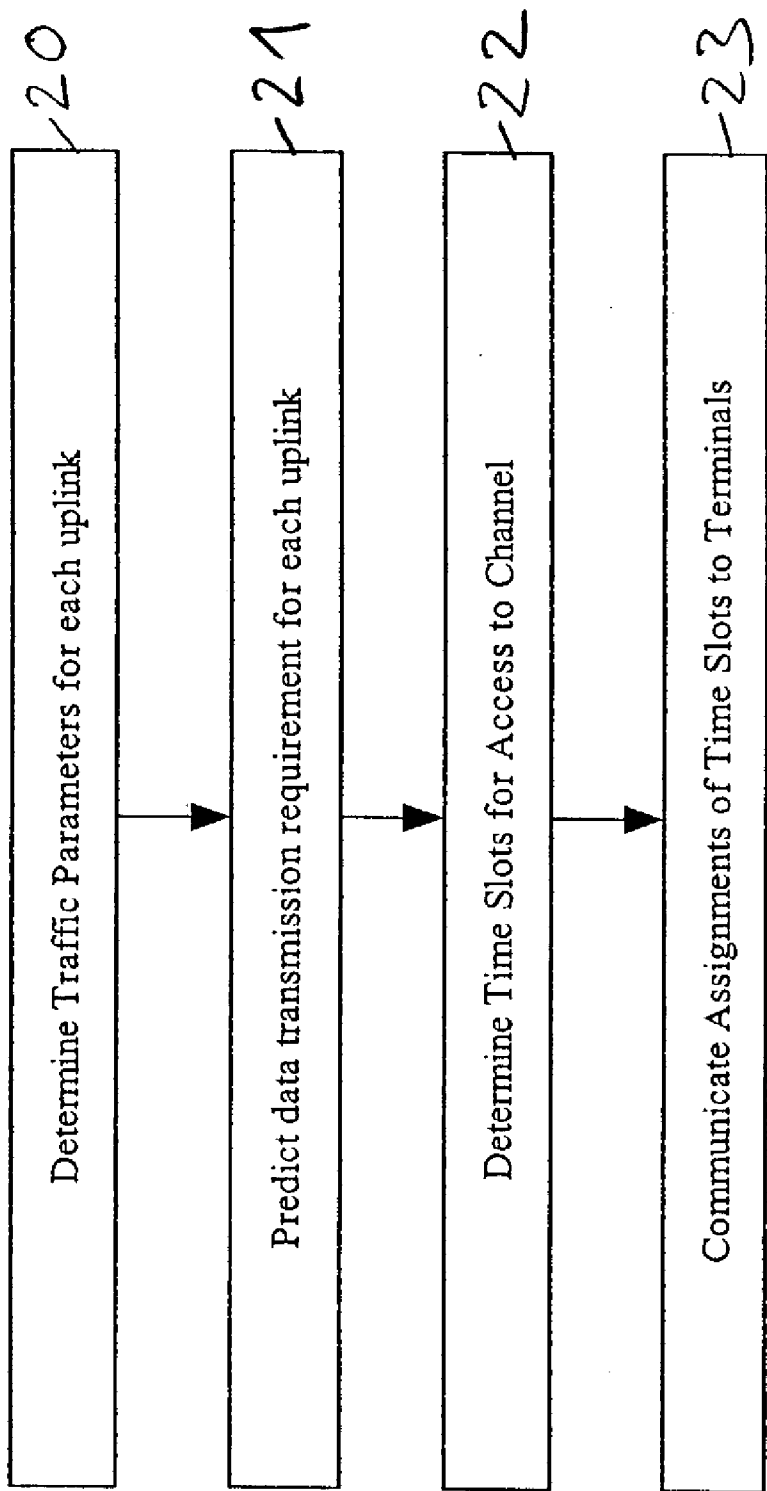 Determine Traffic Parameters for each uplink
20
Predict data transmission requirement for each uplink
21
Determine Time Slots for Access to Channel
22
Communicate Assignments of Time Slots to Terminals
23